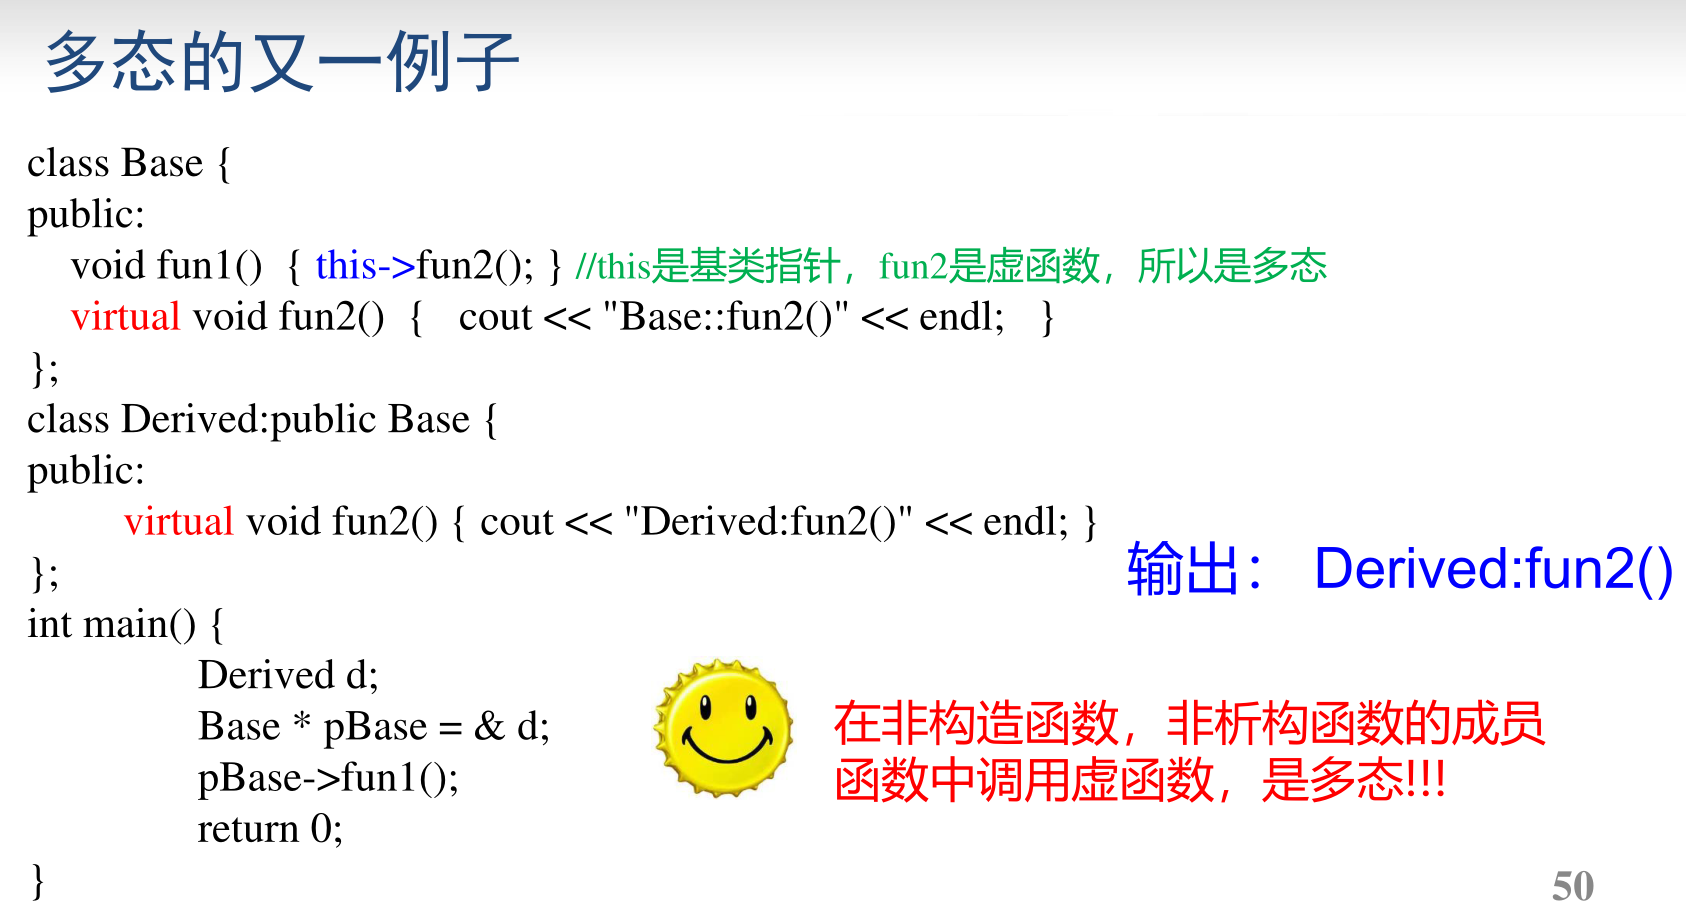 多态的又一例子
class Base {
public:
void fun1() { this->fun2(); } //this是基类指针，fun2是虚函数，所以是多态
virtual void fun2() { cout << "Base::fun2()" << endl; }
};
class Derived:public Base {
public:
virtual void fun2() { cout << "Derived:fun2()" << endl; }
};
输出： Derived:fun2()
int main() {
Derived d;
Base * pBase = & d;
pBase->fun1();
return 0;
}
在非构造函数，非析构函数的成员
函数中调用虚函数，是多态!!!
50